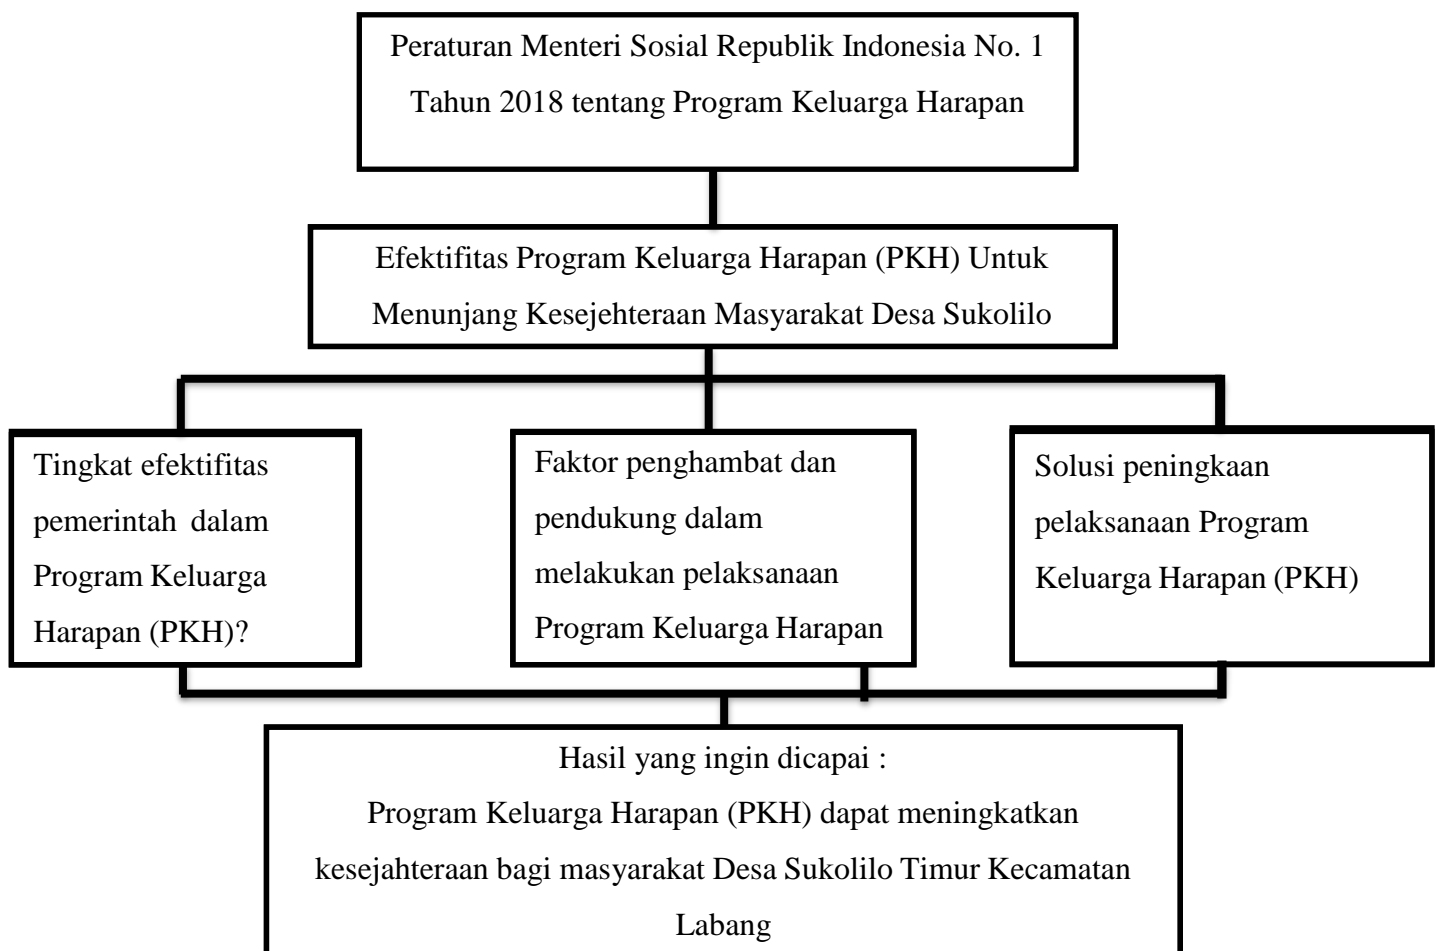 Peraturan Menteri Sosial Republik Indonesia No. 1
Tahun 2018 tentang Program Keluarga Harapan
Efektifitas Program Keluarga Harapan (PKH) Untuk
Menunjang Kesejehteraan Masyarakat Desa Sukolilo
Tingkat efektifitas
pemerintah dalam
Program Keluarga
Harapan (PKH)?
Faktor penghambat dan
pendukung dalam
melakukan pelaksanaan
Program Keluarga Harapan
Solusi peningkaan
pelaksanaan Program
Keluarga Harapan (PKH)
Hasil yang ingin dicapai :
Program Keluarga Harapan (PKH) dapat meningkatkan
kesejahteraan bagi masyarakat Desa Sukolilo Timur Kecamatan
Labang